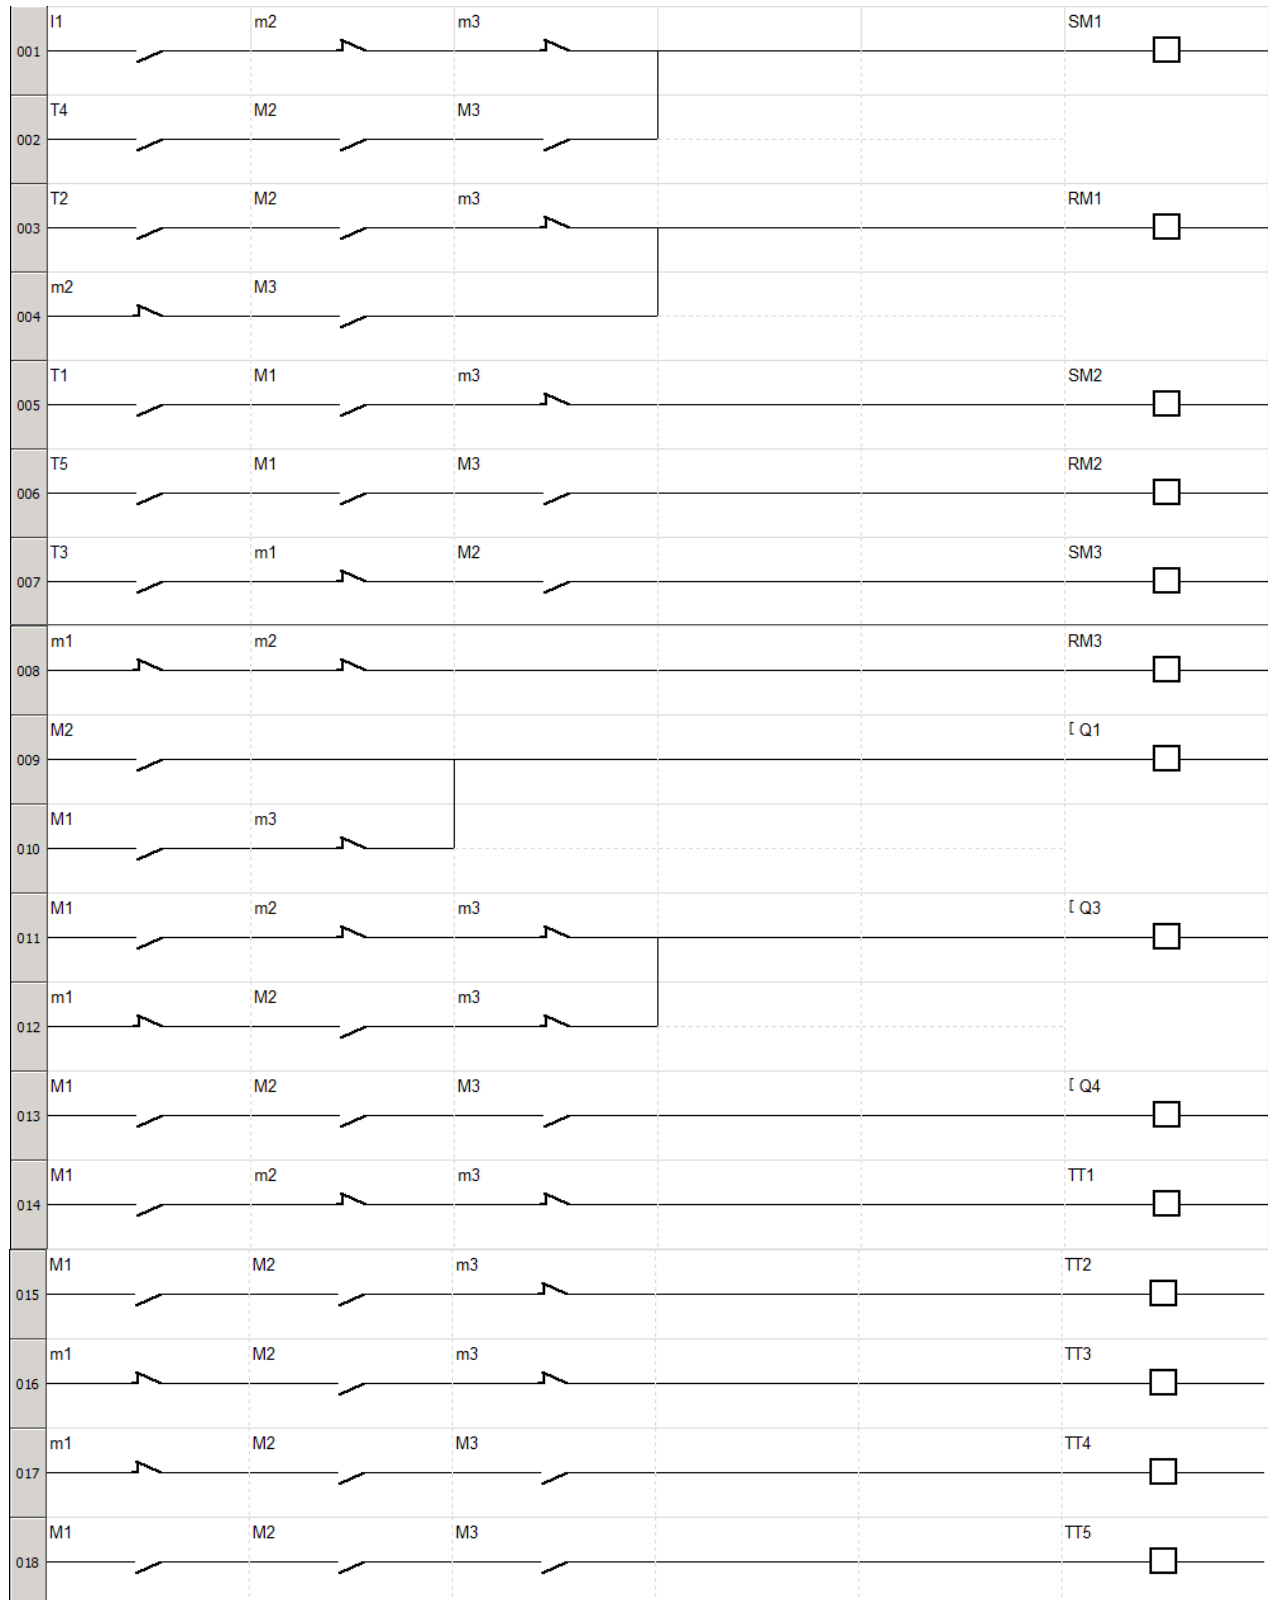 I1 m2 m3 SM1
001
T4 M2 M3
002
T2 M2 m3 RM1
003
m2 M3
004
T1 M1 m3 SM2
005
T5 M1 M3 RM2
006
T3 m1 M2 SM3
007
m1 m2 RM3
008
M2 [ Q1
009
M1 m3
010
M1 m2 m3 [ Q3
011
m1 M2 m3
012
M1 M2 M3 [ Q4
013
M1 m2 m3 TT1
014
M1 M2 m3 TT2
015
m1 M2 m3 TT3
016
m1 M2 M3 TT4
017
M1 M2 M3 TT5
018